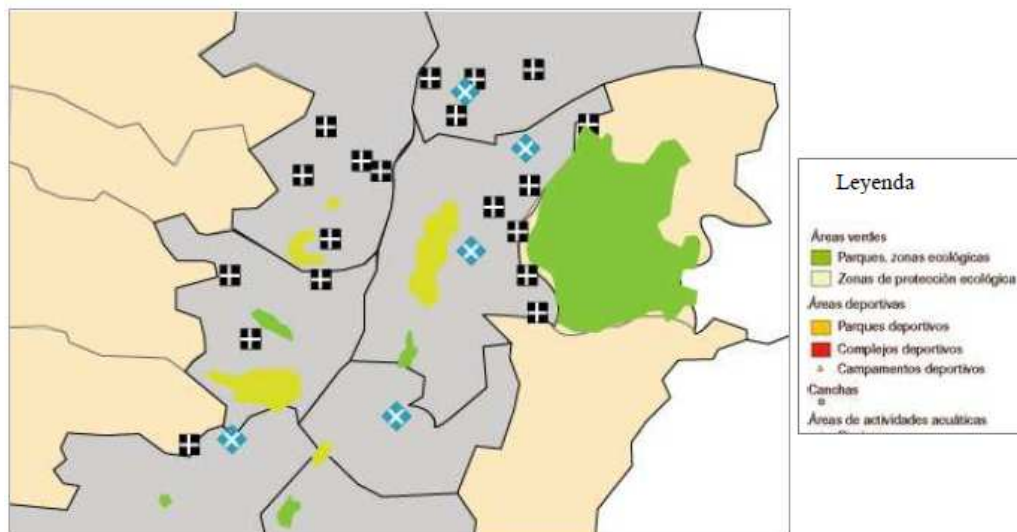 Leyenda
Áreas verdes
Parques, zonas ecológicas
Zonas de protección ecológica
Áreas deportivas
Parques deportivos
Complejos deportivos
Campamentos deportivos
Canchas
Áreas de actividades acuáticas